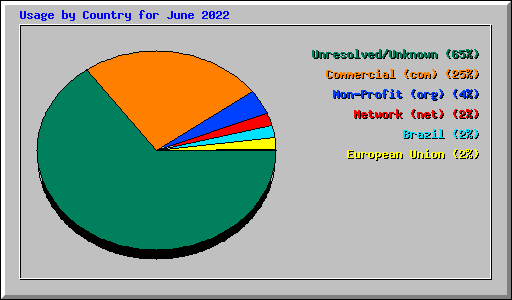 Usage by Country for June 2022
Unresolved/Unknown (65%)
Commercial (com) (25%)
Non-Profit (org) (4%)
Network (net) (2%)
Brazil (2%)
European Union (2%)